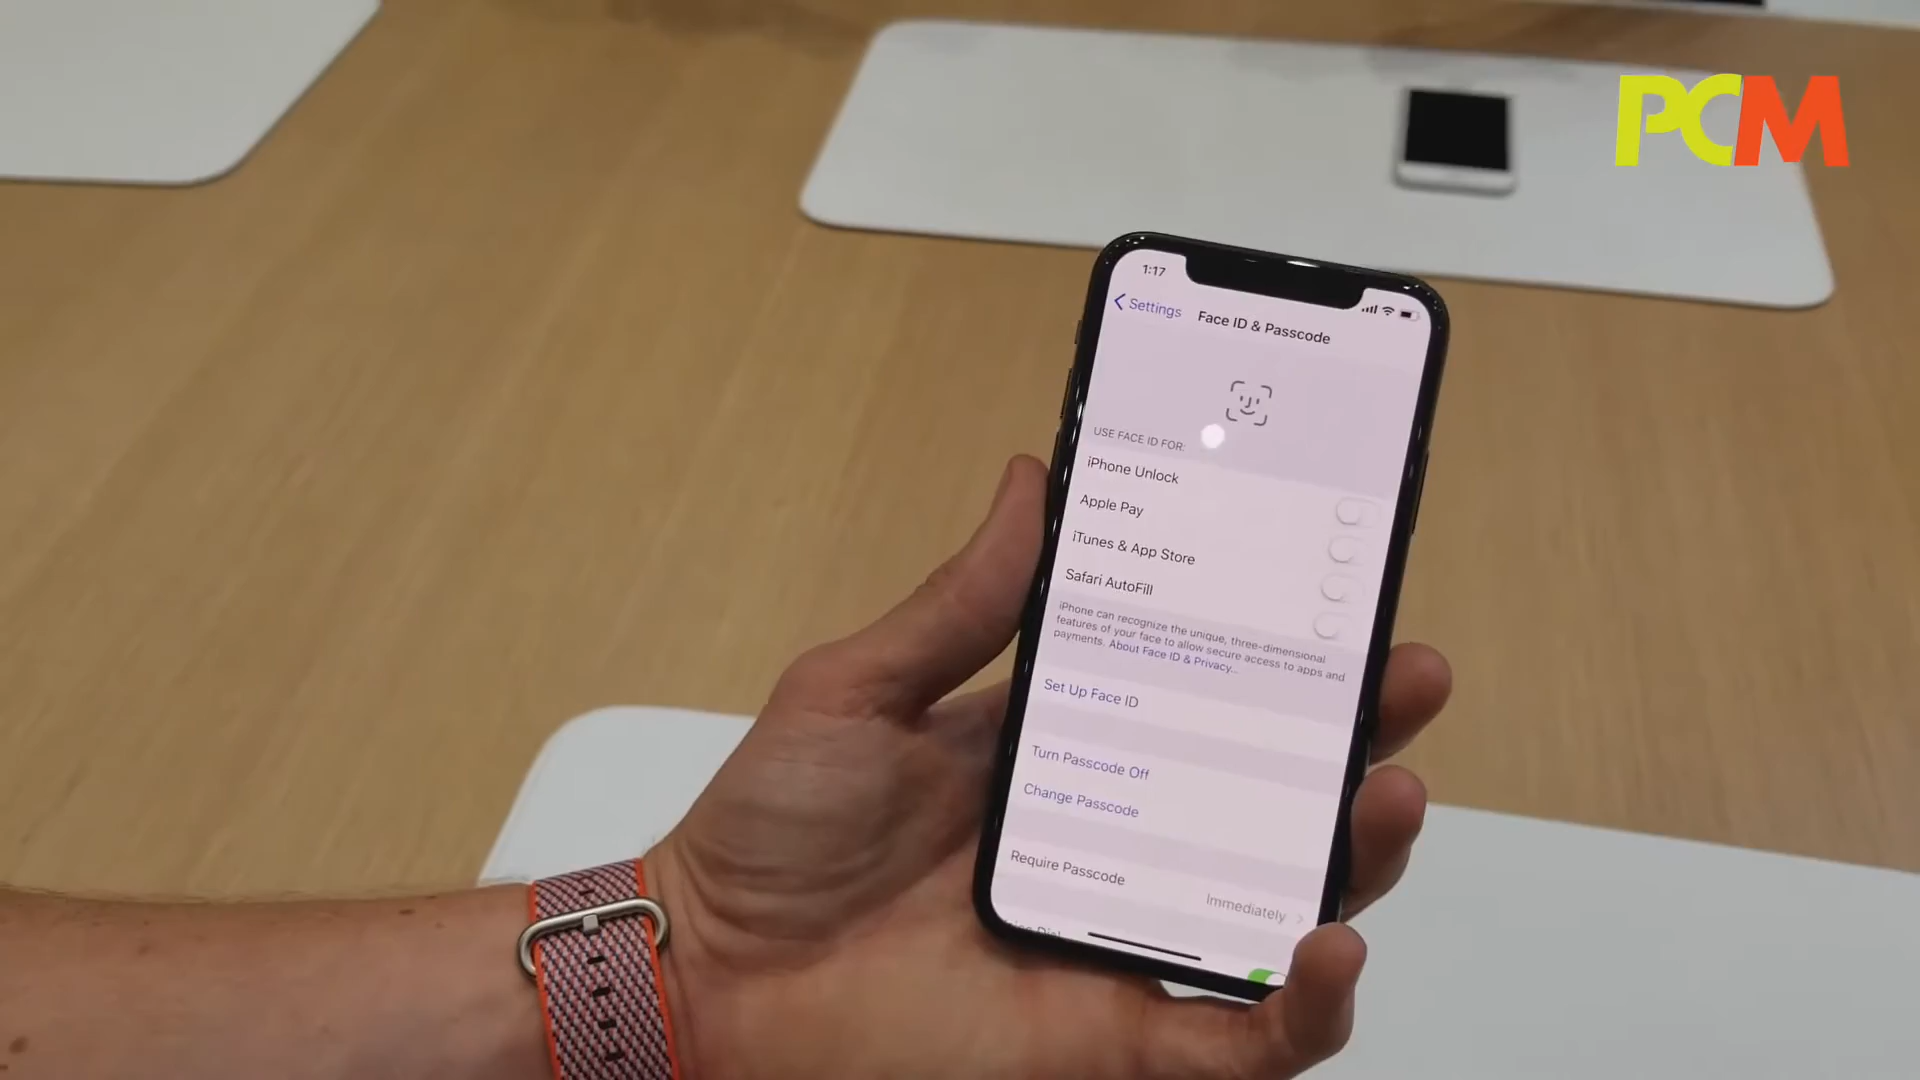 PCM
1:17
Settings
Face ID & Passcode
USE FACE ID FOR:
iPhone Unlock
Apple Pay
iTunes & App Store
Safari AutoFill
iPhone can recognize the unique, three-dimensional
features of your face to allow secure access to apps and
payments. About Face ID & Privacy...
Set Up Face ID
Turn Passcode Off
Change Passcode
Require Passcode
Immediately